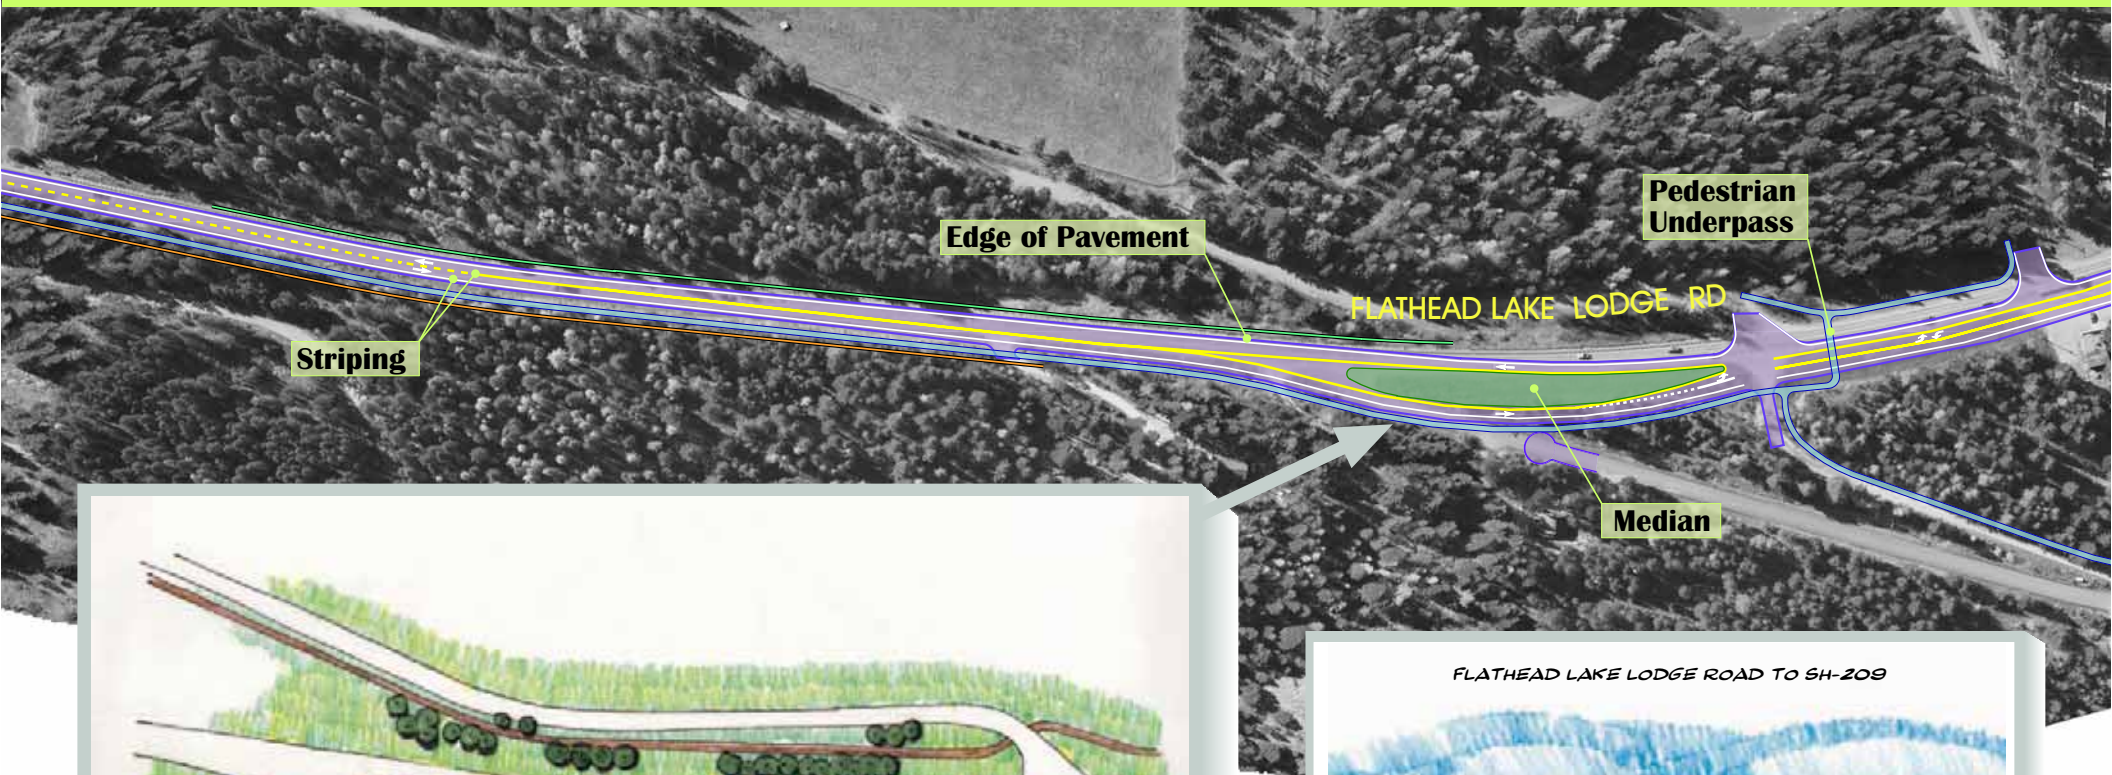 Pedestrian
Underpass
Edge of Pavement
FLATHEAD LAKE LODGE RD
Striping
Median
FLATHEAD LAKE LODGE ROAD TO SH-209